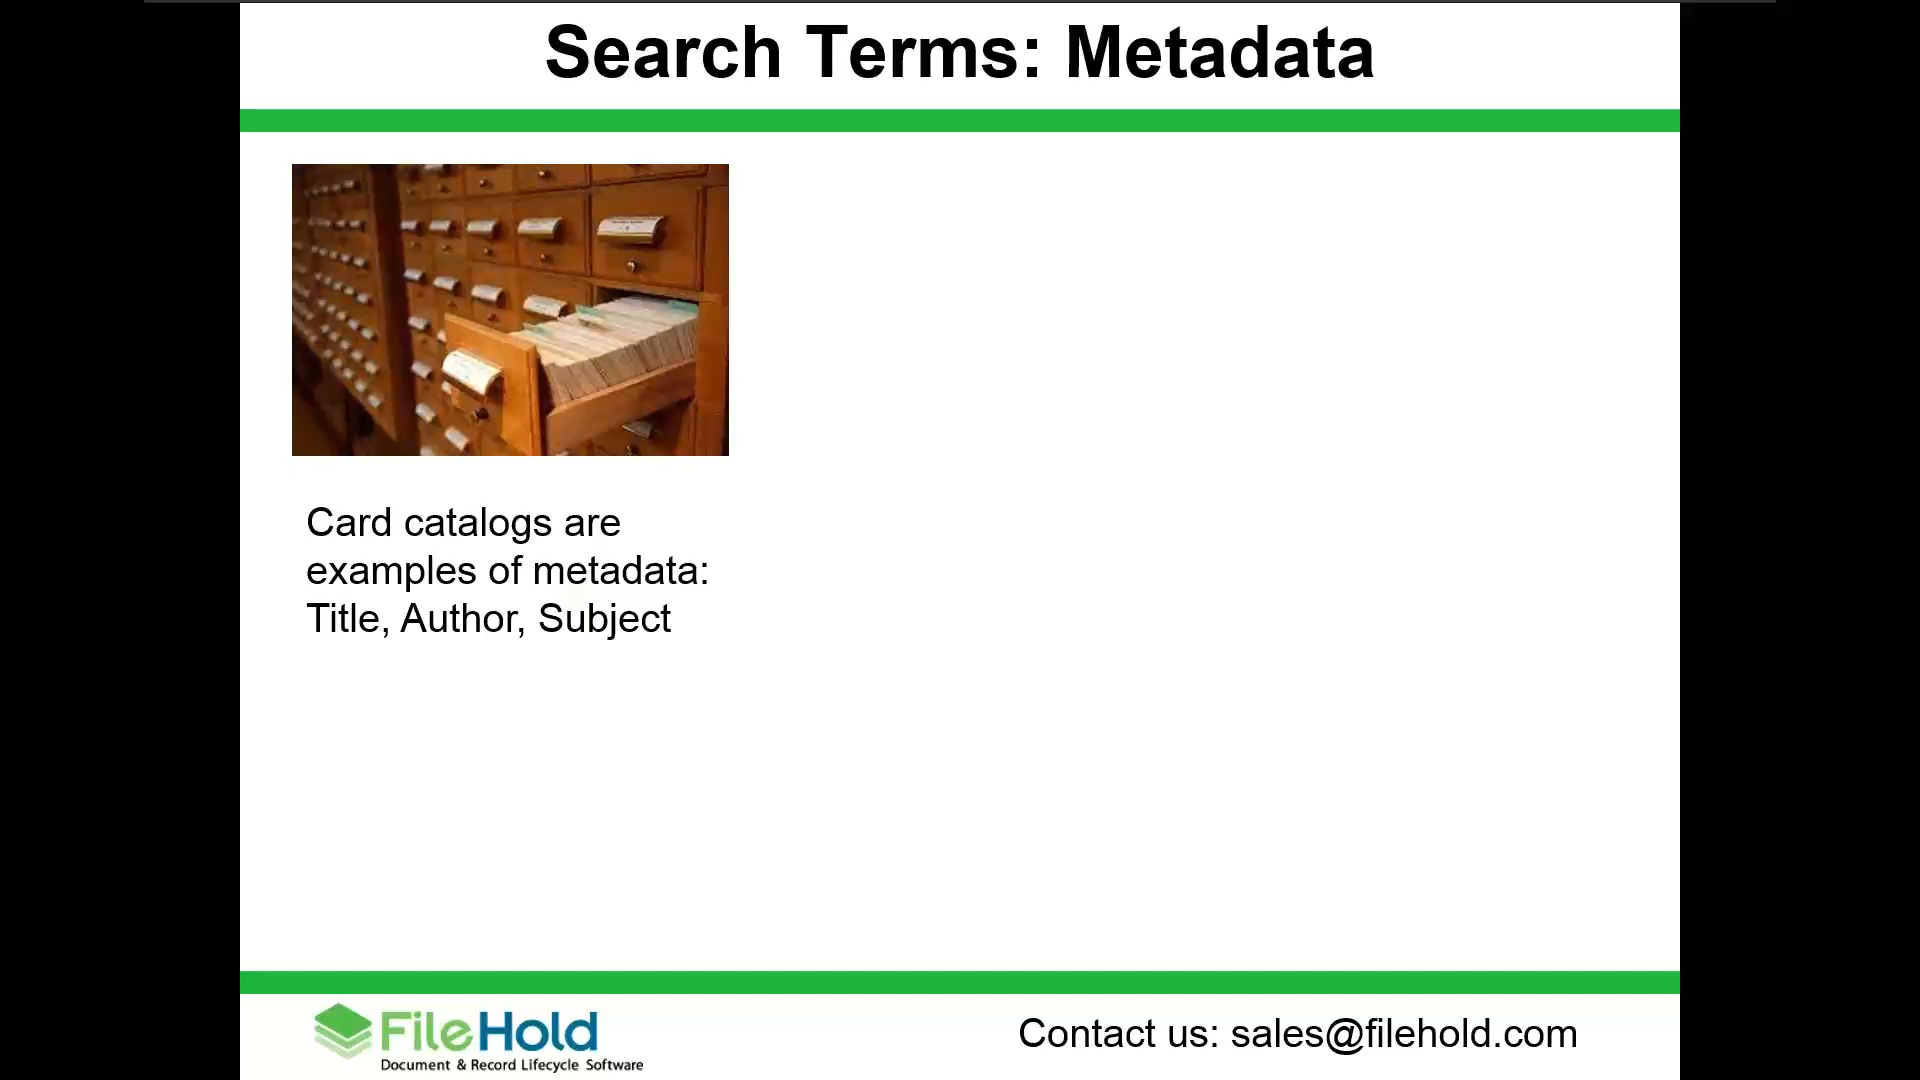 Search Terms: Metadata
Card catalogs are
examples of metadata:
Title, Author, Subject
FileHold
Document & Record Lifecycle Software
Contact us: sales@filehold.com